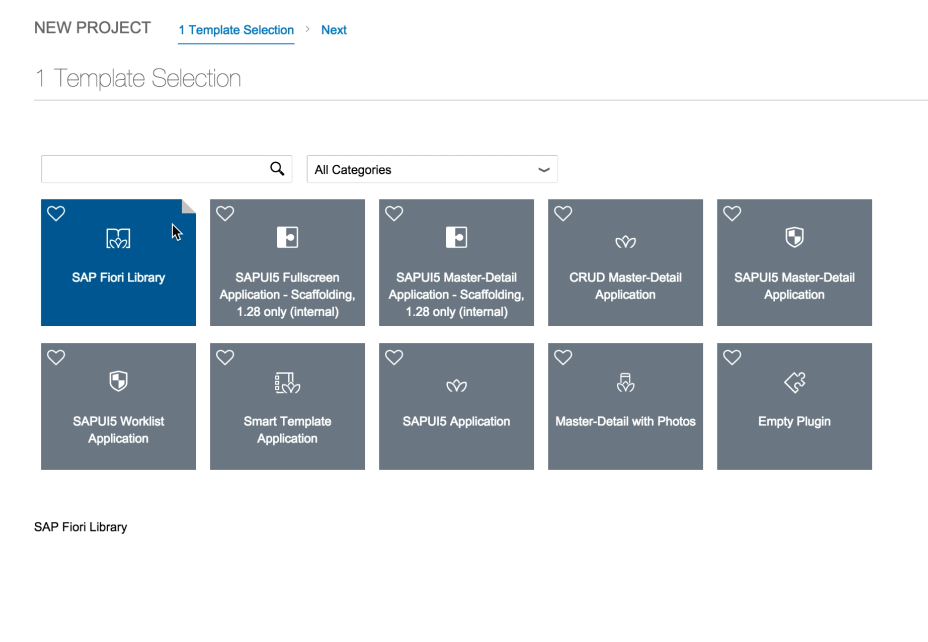 NEW PROJECT
1 Template Selection > Next
1 Template Selection
All Categories
SAP Fiori Library
SAPUI5 Fullscreen
Application - Scaffolding,
1.28 only (internal)
SAPUI5 Master-Detail
Application - Scaffolding,
1.28 only (internal)
CRUD Master-Detail
Application
SAPUI5 Master-Detail
Application
SAPUI5 Worklist
Application
Smart Template
Application
SAPUI5 Application
Master-Detail with Photos
Empty Plugin
SAP Fiori Library